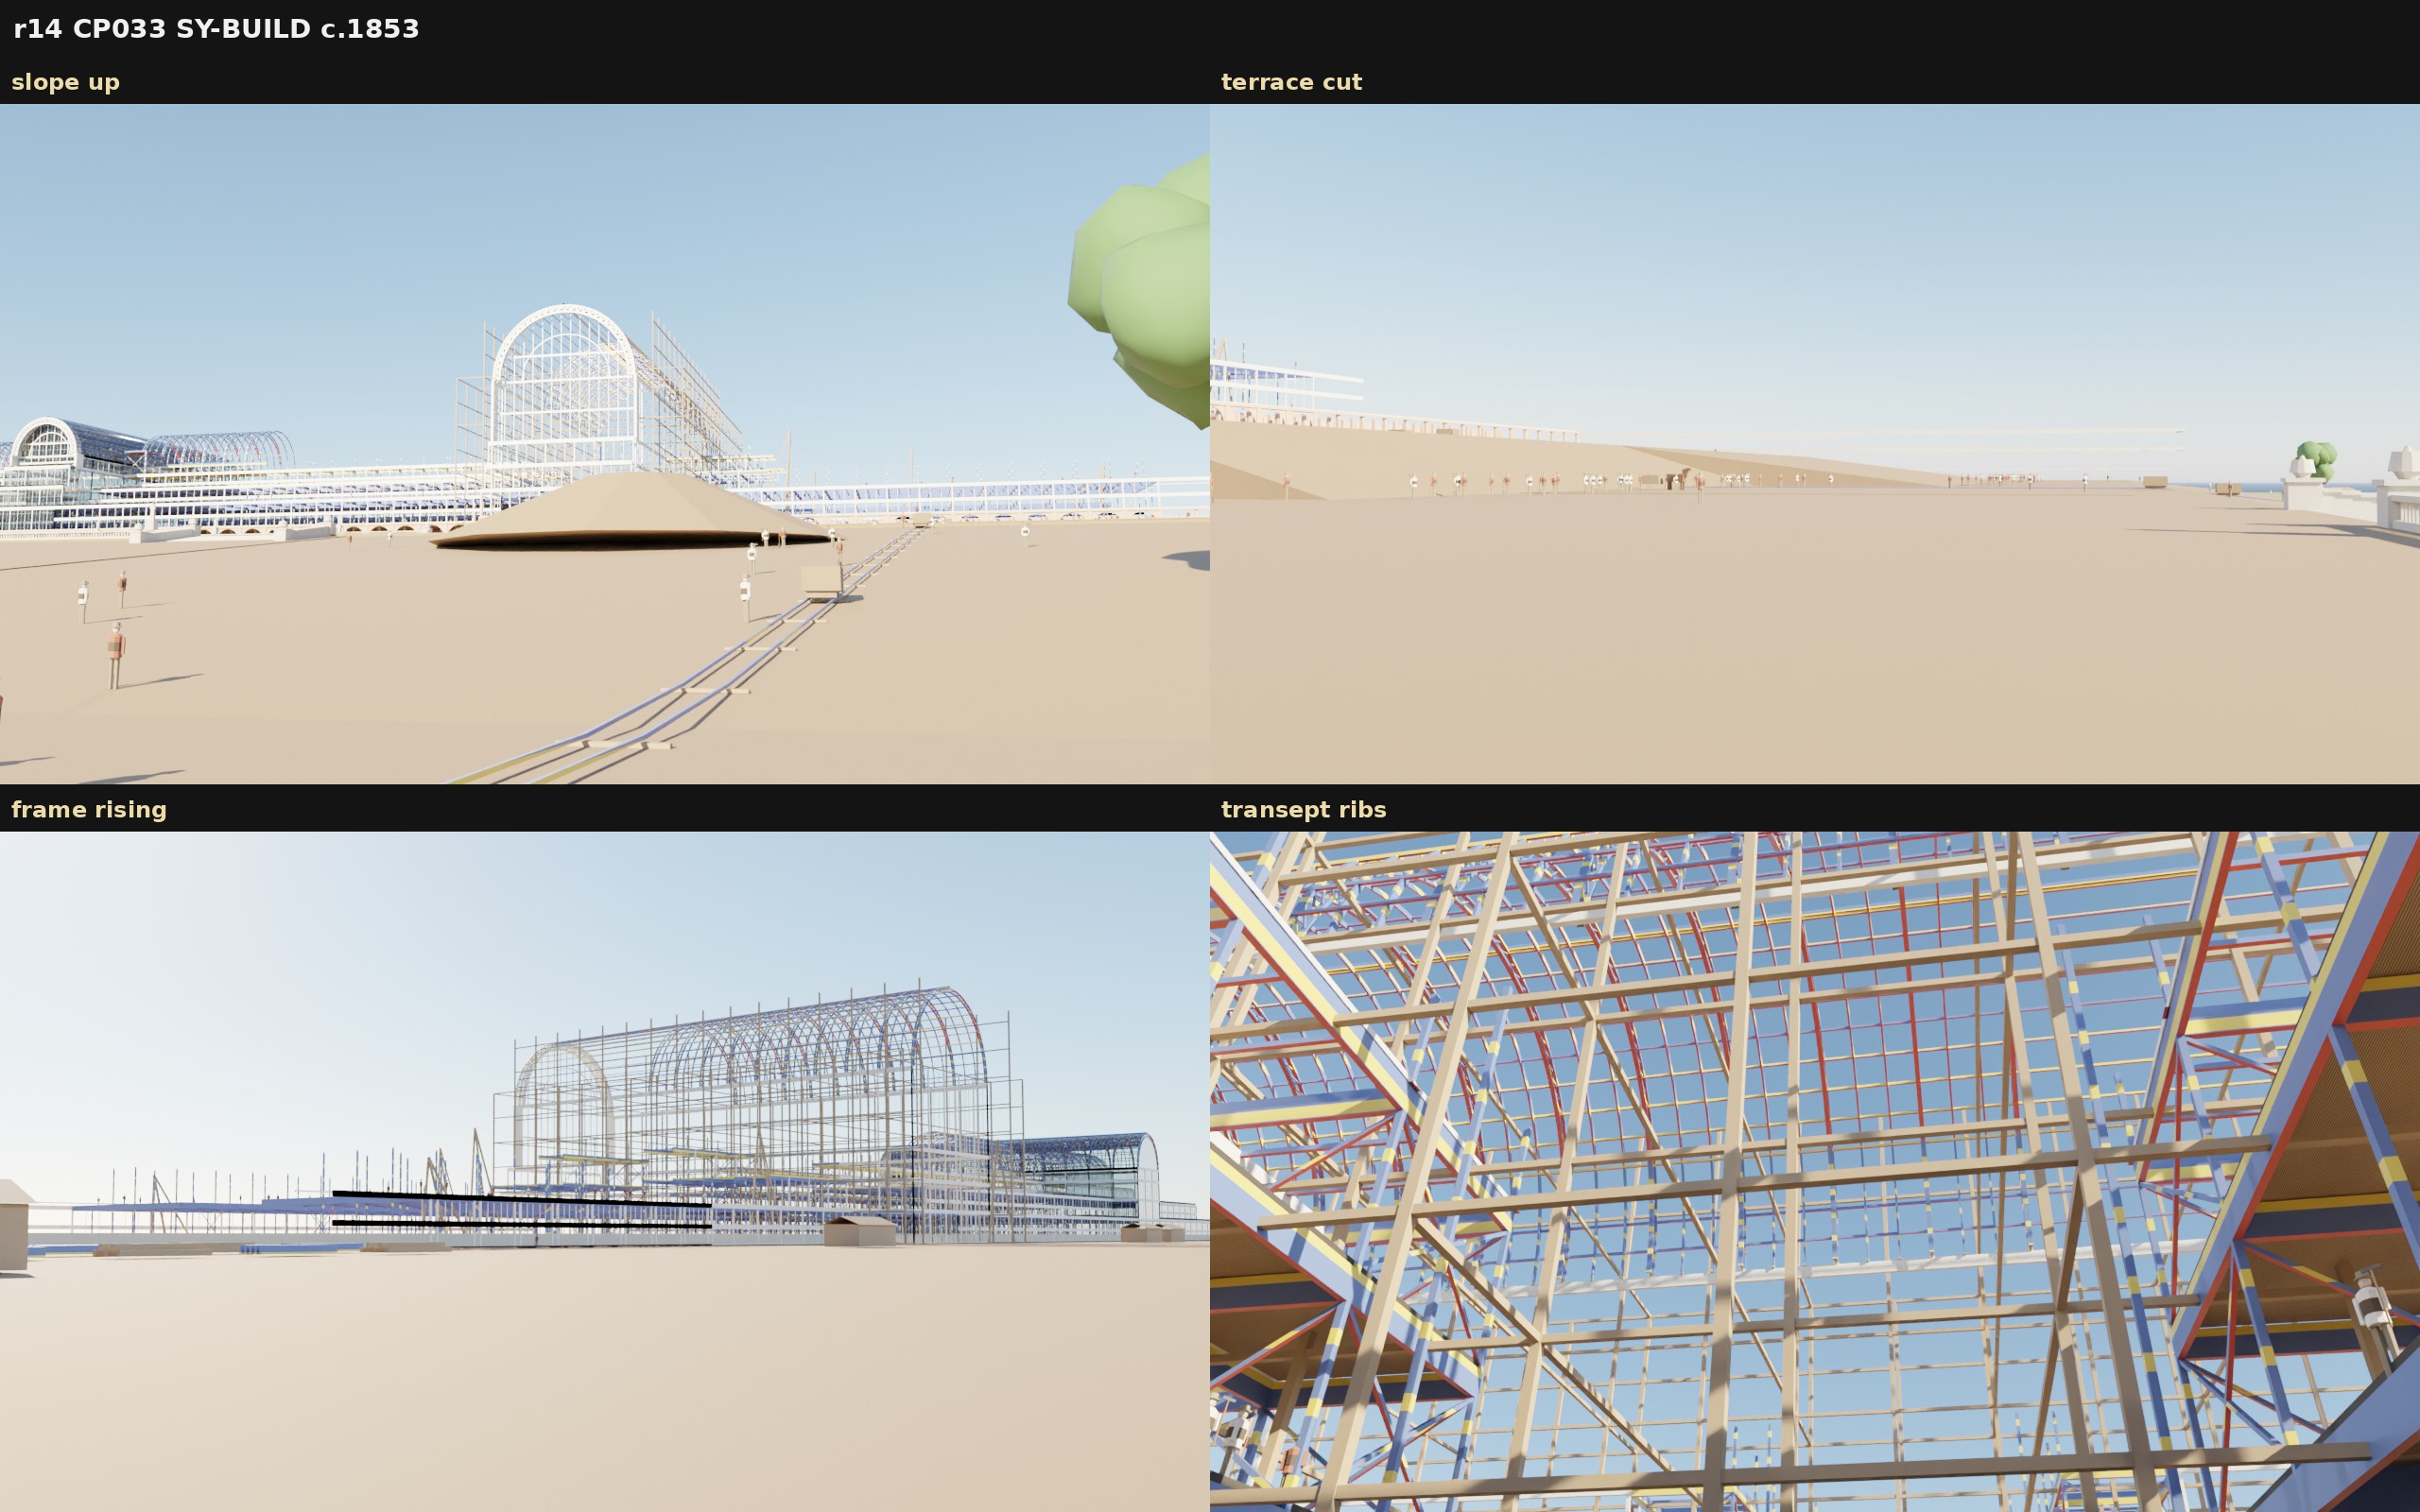 r14 CP033 SY-BUILD c.1853
slope up
terrace cut
frame rising
transept ribs